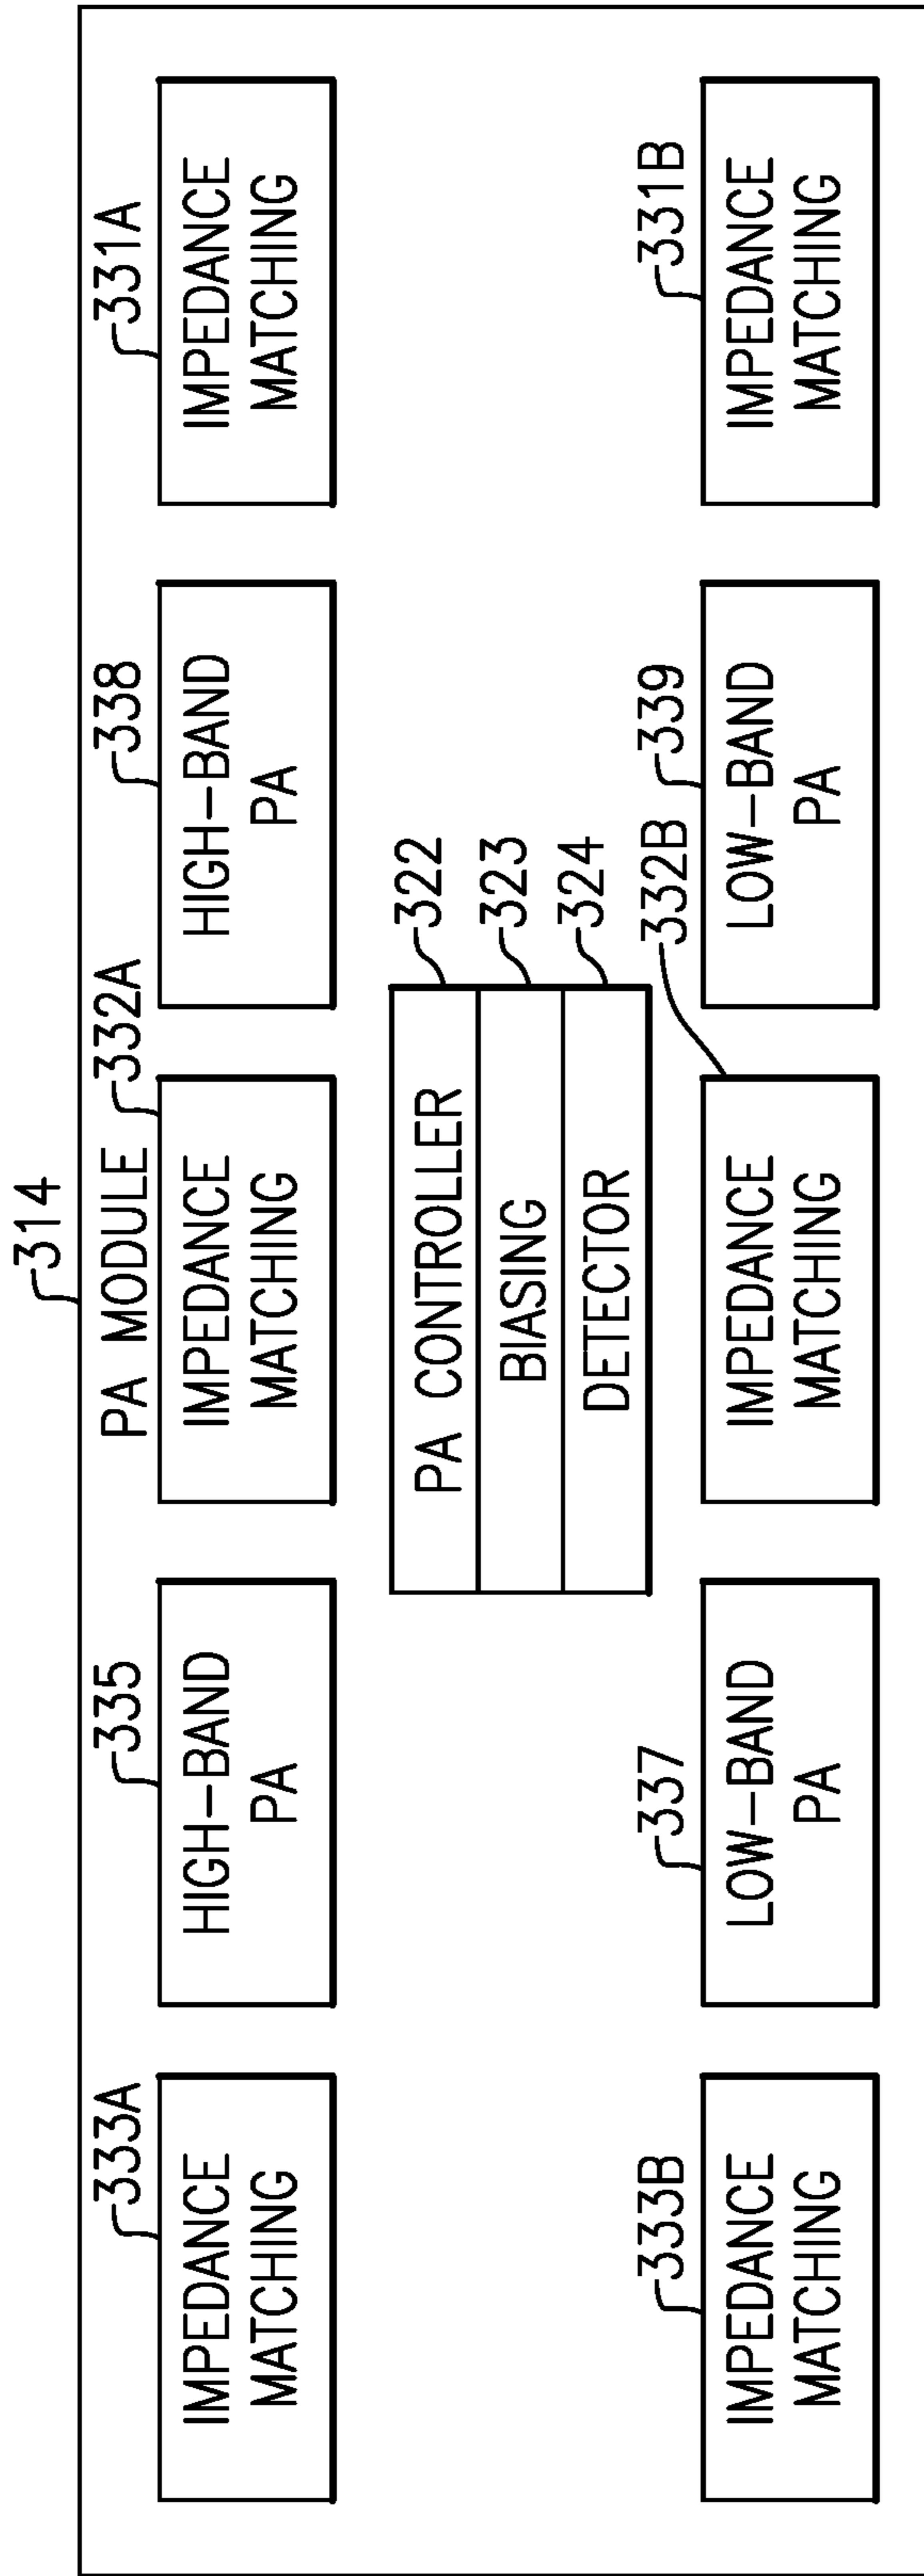 314
PA MODULE
333A
335
332A
338
331A
IMPEDANCE
MATCHING
HIGH-BAND
PA
IMPEDANCE
MATCHING
HIGH-BAND
PA
IMPEDANCE
MATCHING
PA CONTROLLER
322
BIASING
323
DETECTOR
324
333B
337
332B
339
331B
IMPEDANCE
MATCHING
LOW-BAND
PA
IMPEDANCE
MATCHING
LOW-BAND
PA
IMPEDANCE
MATCHING